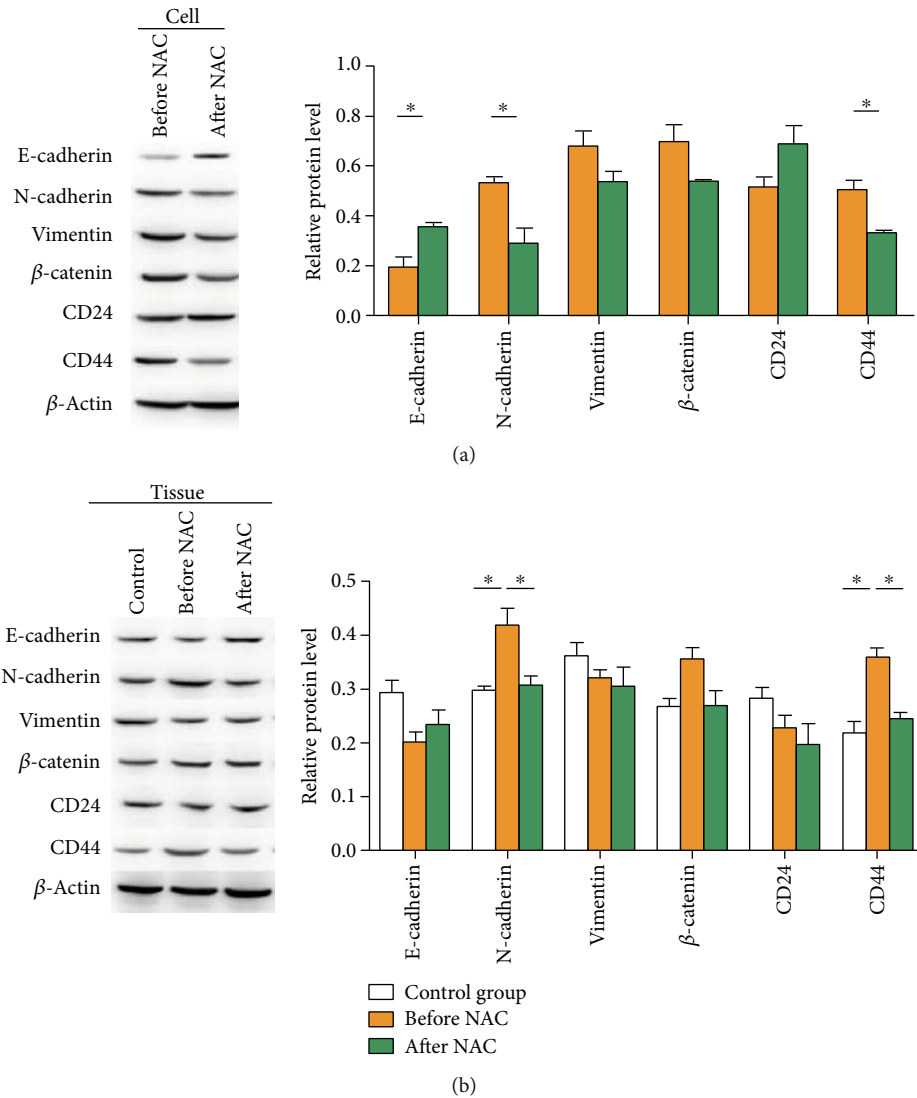 Cell
Before NAC
After NAC
E-cadherin
N-cadherin
Vimentin
β-catenin
CD24
CD44
β-Actin
Relative protein level
1.0
0.8
0.6
0.4
0.2
0.0
*
*
*
E-cadherin
N-cadherin
Vimentin
β-catenin
CD24
CD44
(a)
Tissue
Control
Before NAC
After NAC
E-cadherin
N-cadherin
Vimentin
β-catenin
CD24
CD44
β-Actin
Relative protein level
0.5
0.4
0.3
0.2
0.1
0.0
* *
* *
E-cadherin
N-cadherin
Vimentin
β-catenin
CD24
CD44
Control group
Before NAC
After NAC
(b)